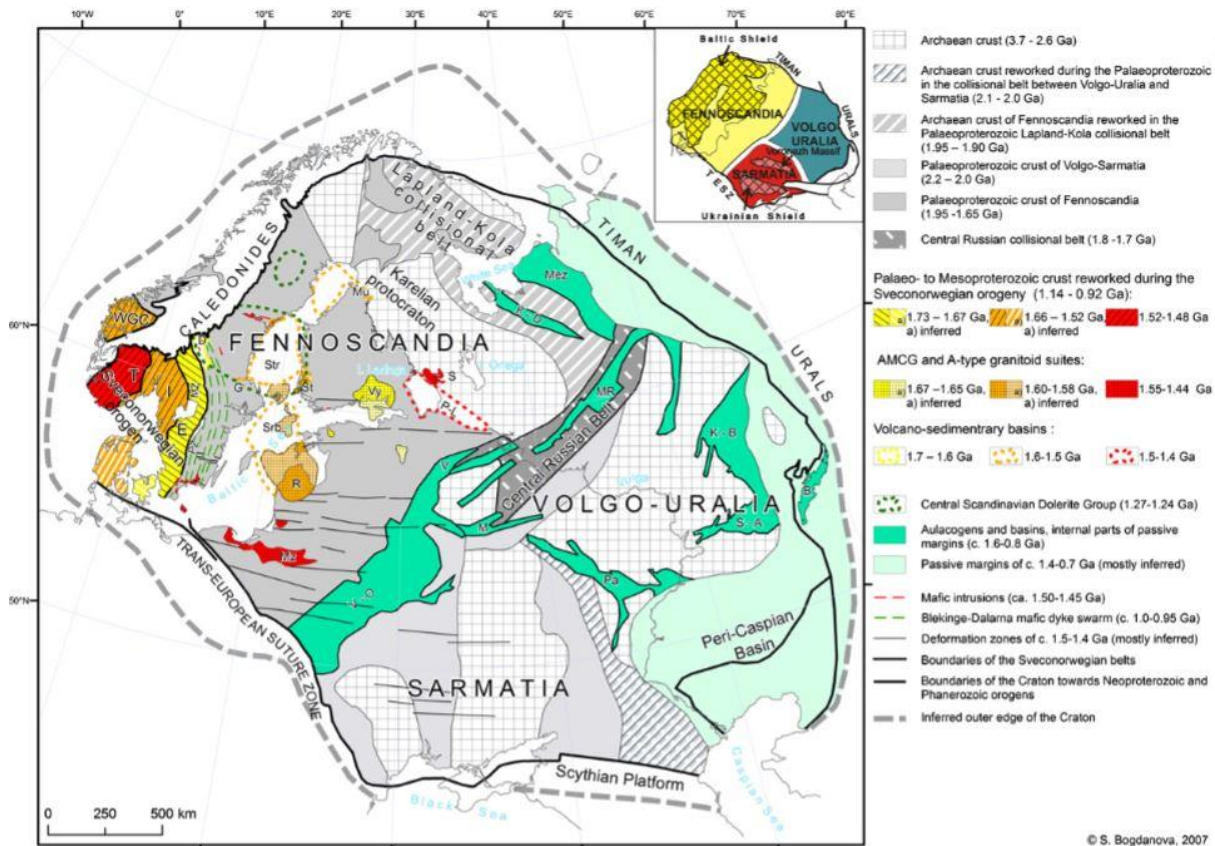 10°W
0°
10°E
20°E
30°E
40°E
50°E
60°E
70°E
80°E
60°N
50°N
Baltic Shield
TIMAN
FENNOSCANDIA
URALS
VOLGO-
URALIA
Voronezh Massif
SARMATIA
TESZ
Ukrainian Shield
Lapland-Kola
collisional
belt
TIMAN
White Sea
Mez
Karelian
protocraton
K - D
CALEDONIDES
Mu
WGC
FENNOSCANDIA
L.Ladoga
L.Onega
URALS
D
Str
S
T
I
G
St
Vy
P-L
MR
Sveconorwegian
orogen
E
Srb
K - B
Central Russian Belt
R
V
VOLGO-URALIA
Volga
B
Baltic Sea
M
S - A
Mz
TRANS-EUROPEAN SUTURE ZONE
V - O
Pa
Peri-Caspian
Basin
SARMATIA
Scythian Platform
Caspian Sea
Black Sea
0 100 500 km
Archaean crust (3.7 - 2.6 Ga)
Archaean crust reworked during the Palaeoproterozoic
in the collisional belt between Volgo-Uralia and
Sarmatia (2.1 - 2.0 Ga)
Archaean crust of Fennoscandia reworked in the
Palaeoproterozoic Lapland-Kola collisional belt
(1.95 – 1.90 Ga)
Palaeoproterozoic crust of Volgo-Sarmatia
(2.2 – 2.0 Ga)
Palaeoproterozoic crust of Fennoscandia
(1.95 -1.65 Ga)
Central Russian collisional belt (1.8 -1.7 Ga)
Palaeo- to Mesoproterozoic crust reworked during the
Sveconorwegian orogeny (1.14 - 0.92 Ga):
a) 1.73 – 1.67Ga, a) inferred
a) 1.66 – 1.52 Ga, a) inferred
1.52-1.48 Ga
AMCG and A-type granitoid suites:
a) 1.67 –1.65 Ga, a) inferred
a) 1.60-1.58 Ga, a) inferred
1.55-1.44 Ga
Volcano-sedimentary basins :
1.7 – 1.6 Ga
1.6-1.5 Ga
1.5-1.4 Ga
Central Scandinavian Dolerite Group (1.27-1.24 Ga)
Aulacogens and basins, internal parts of passive
margins (c. 1.6-0.8 Ga)
Passive margins of c. 1.4-0.7 Ga (mostly inferred)
Mafic intrusions (ca. 1.50-1.45 Ga)
Blekinge-Dalarna mafic dyke swarm (c. 1.0-0.95 Ga)
Deformation zones of c. 1.5-1.4 Ga (mostly inferred)
Boundaries of the Sveconorwegian belts
Boundaries of the Craton towards Neoproterozoic and
Phanerozoic orogens
Inferred outer edge of the Craton
© S. Bogdanova, 2007